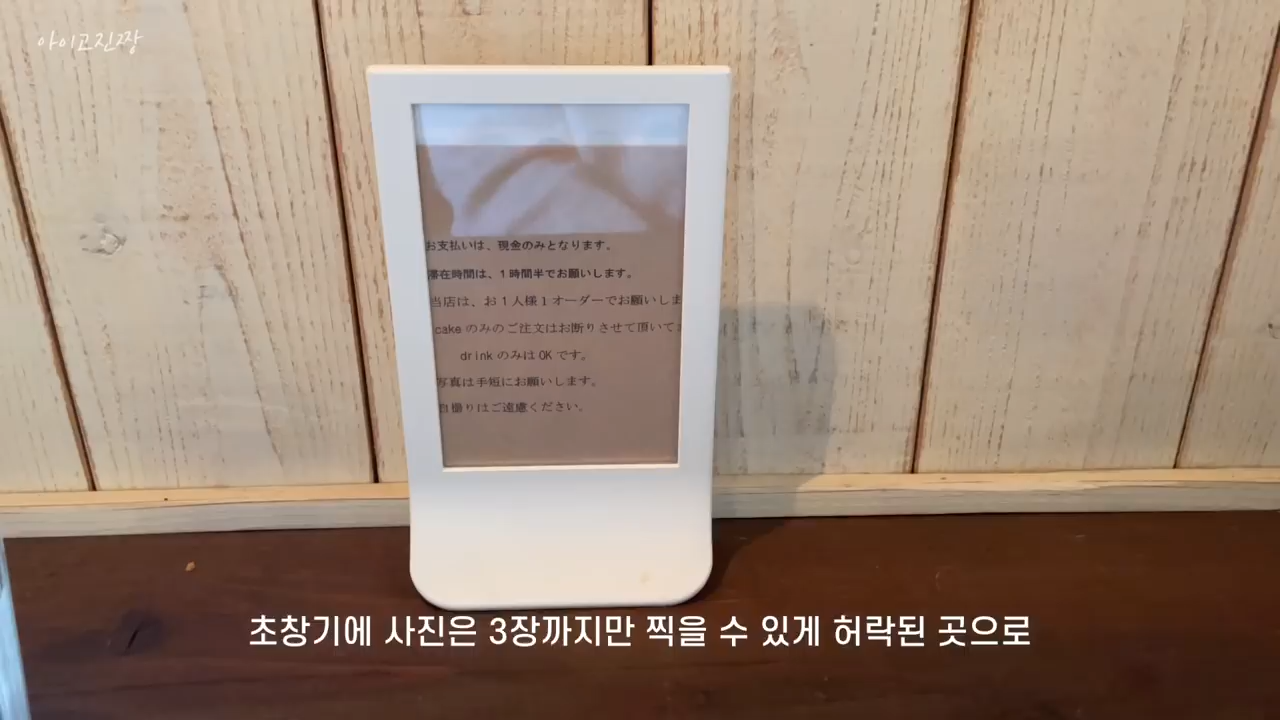 아이고진짱
お支払いは、現金のみとなります。
滞在時間は、1時間半でお願いします。
当店は、お1人様1オーダーでお願いしま
cakeのみのご注文はお断りさせて頂いてお
drinkのみはOKです。
写真は手短にお願いします。
自撮りはご遠慮ください。
초창기에 사진은 3장까지만 찍을 수 있게 허락된 곳으로